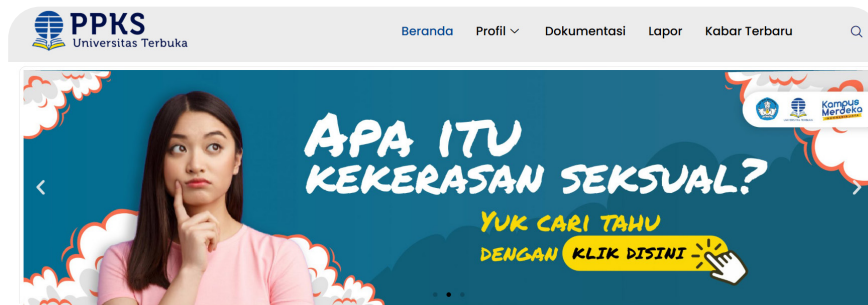 PPKS
Universitas Terbuka
Beranda Profil Dokumentasi Lapor Kabar Terbaru
Kampus
Merdeka
APA ITU
KEKERASAN SEKSUAL?
YUK CARI TAHU
DENGAN KLIK DISINI